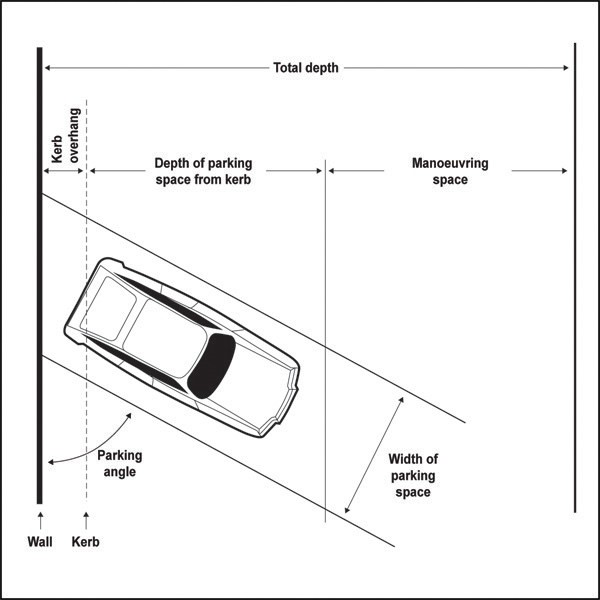 Total depth
Kerb
overhang
Depth of parking
space from kerb
Manoeuvring
space
Parking
angle
Width of
parking
space
Wall
Kerb